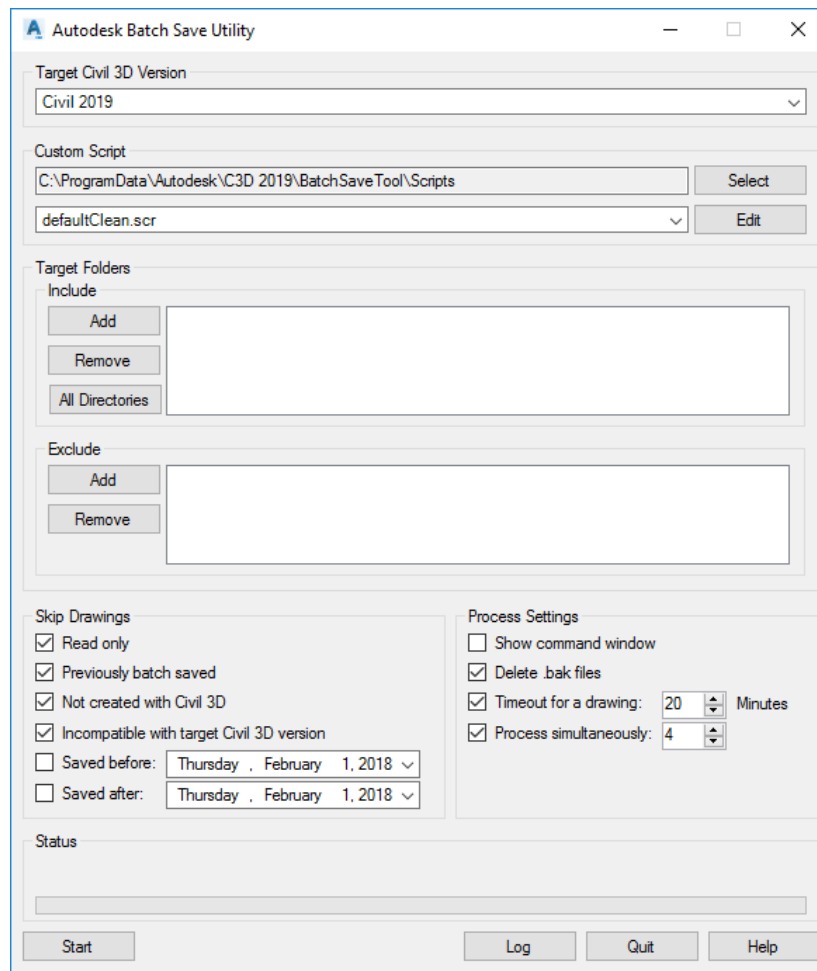 Autodesk Batch Save Utility
Target Civil 3D Version
Civil 2019
Custom Script
C:\ProgramData\Autodesk\C3D 2019\BatchSaveTool\Scripts
Select
defaultClean.scr
Edit
Target Folders
Include
Add
Remove
All Directories
Exclude
Add
Remove
Skip Drawings
Read only
Previously batch saved
Not created with Civil 3D
Incompatible with target Civil 3D version
Saved before: Thursday , February 1, 2018
Saved after: Thursday , February 1, 2018
Process Settings
Show command window
Delete .bak files
Timeout for a drawing: 20 Minutes
Process simultaneously: 4
Status
Start Log Quit Help